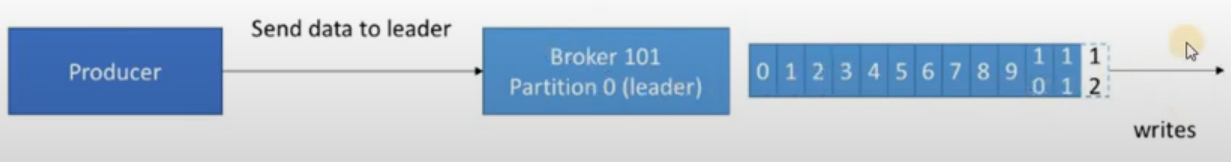 Send data to leader
Producer
Broker 101
Partition 0 (leader)
0 1 2 3 4 5 6 7 8 9 10 11 12
writes